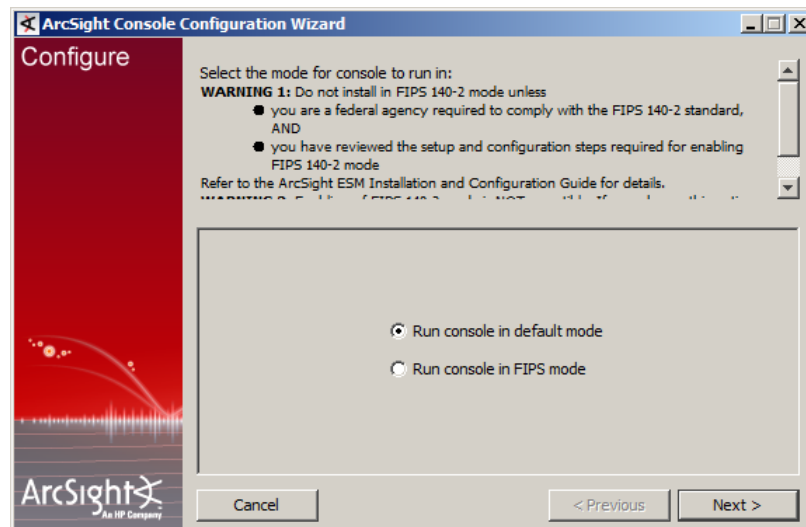 ArcSight Console Configuration Wizard
Configure
Select the mode for console to run in:
WARNING 1: Do not install in FIPS 140-2 mode unless
● you are a federal agency required to comply with the FIPS 140-2 standard,
AND
● you have reviewed the setup and configuration steps required for enabling
FIPS 140-2 mode
Refer to the ArcSight ESM Installation and Configuration Guide for details.
Run console in default mode
Run console in FIPS mode
ArcSight
An HP Company
Cancel
< Previous
Next >